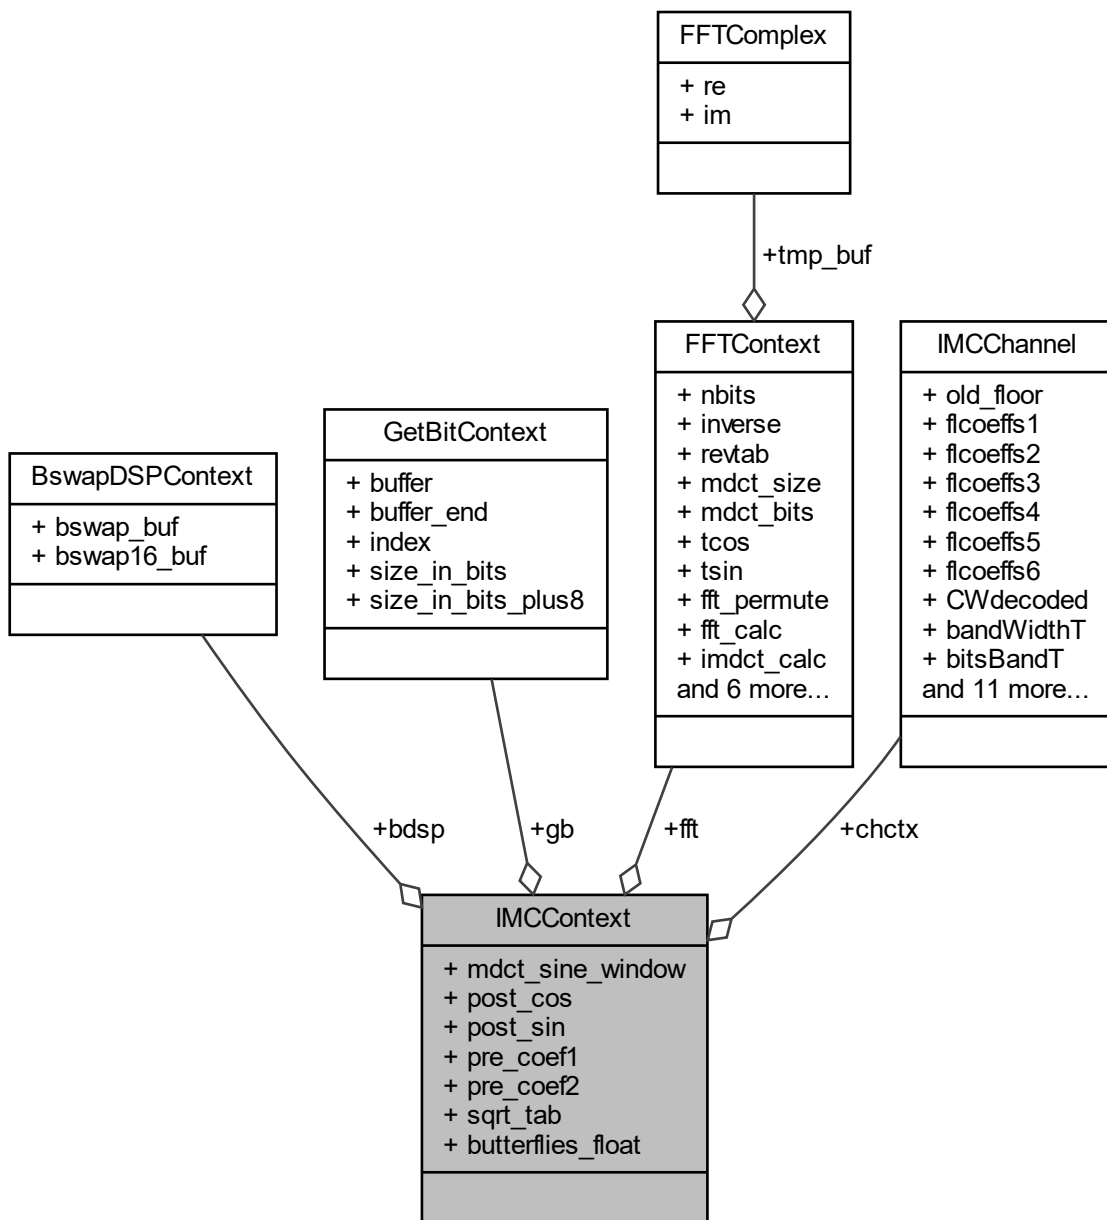 FFTComplex
+ re
+ im
+tmp_buf
FFTContext
+ nbits
+ inverse
+ revtab
+ mdct_size
+ mdct_bits
+ tcos
+ tsin
+ fft_permute
+ fft_calc
+ imdct_calc
and 6 more...
IMCChannel
+ old_floor
+ flcoeffs1
+ flcoeffs2
+ flcoeffs3
+ flcoeffs4
+ flcoeffs5
+ flcoeffs6
+ CWdecoded
+ bandWidthT
+ bitsBandT
and 11 more...
GetBitContext
+ buffer
+ buffer_end
+ index
+ size_in_bits
+ size_in_bits_plus8
BswapDSPContext
+ bswap_buf
+ bswap16_buf
+bdsp
+gb
+fft
+chctx
IMCContext
+ mdct_sine_window
+ post_cos
+ post_sin
+ pre_coef1
+ pre_coef2
+ sqrt_tab
+ butterflies_float